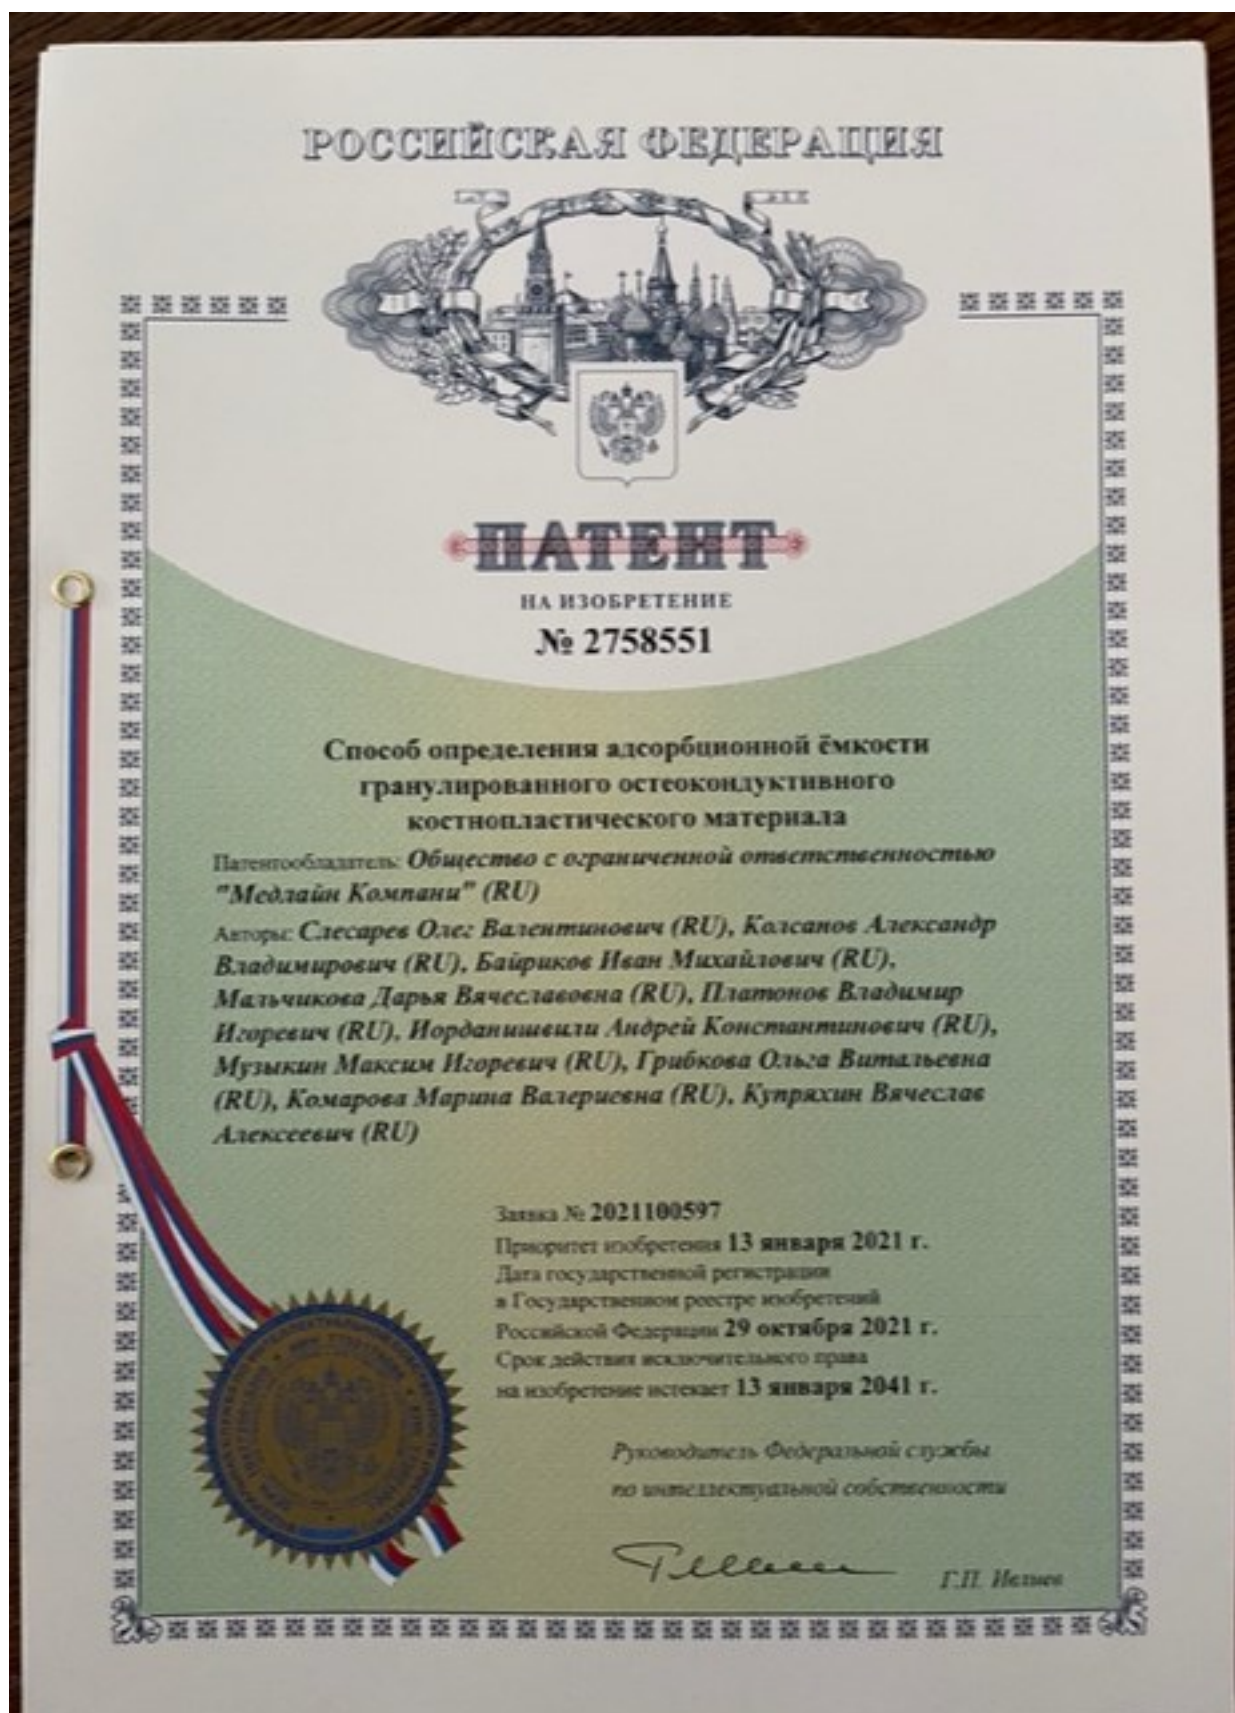 РОССИЙСКАЯ ФЕДЕРАЦИЯ
ПАТЕНТ
НА ИЗОБРЕТЕНИЕ
№ 2758551
Способ определения адсорбционной ёмкости
гранулированного остеокондуктивного
костнопластического материала
Патентообладатель: Общество с ограниченной ответственностью
"Медлайн Компани" (RU)
Авторы: Слесарев Олег Валентинович (RU), Колсанов Александр
Владимирович (RU), Байриков Иван Михайлович (RU),
Мальчикова Дарья Вячеславовна (RU), Платонов Владимир
Игоревич (RU), Иорданишвили Андрей Константинович (RU),
Музыкин Максим Игоревич (RU), Грибкова Ольга Витальевна
(RU), Комарова Марина Валериевна (RU), Купряхин Вячеслав
Алексеевич (RU)
Заявка № 2021100597
Приоритет изобретения 13 января 2021 г.
Дата государственной регистрации
в Государственном реестре изобретений
Российской Федерации 29 октября 2021 г.
Срок действия исключительного права
на изобретение истекает 13 января 2041 г.
Руководитель Федеральной службы
по интеллектуальной собственности
Г.П. Ивлиев